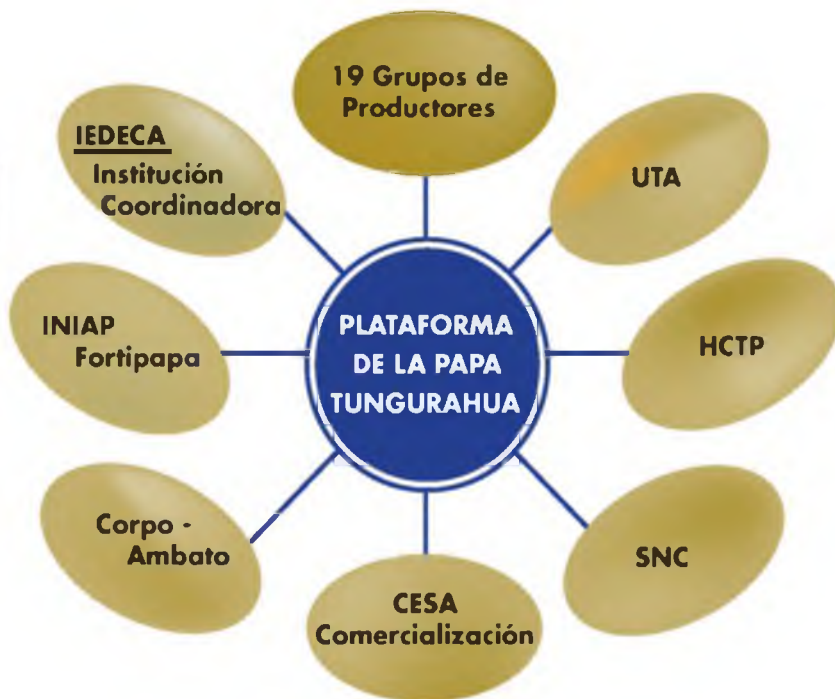 19 Grupos de
Productores
UTA
HCTP
SNC
CESA
Comercialización
Corpo -
Ambato
INIAP
Fortipapa
IEDECA
Institución
Coordinadora
PLATAFORMA
DE LA PAPA
TUNGURAHUA